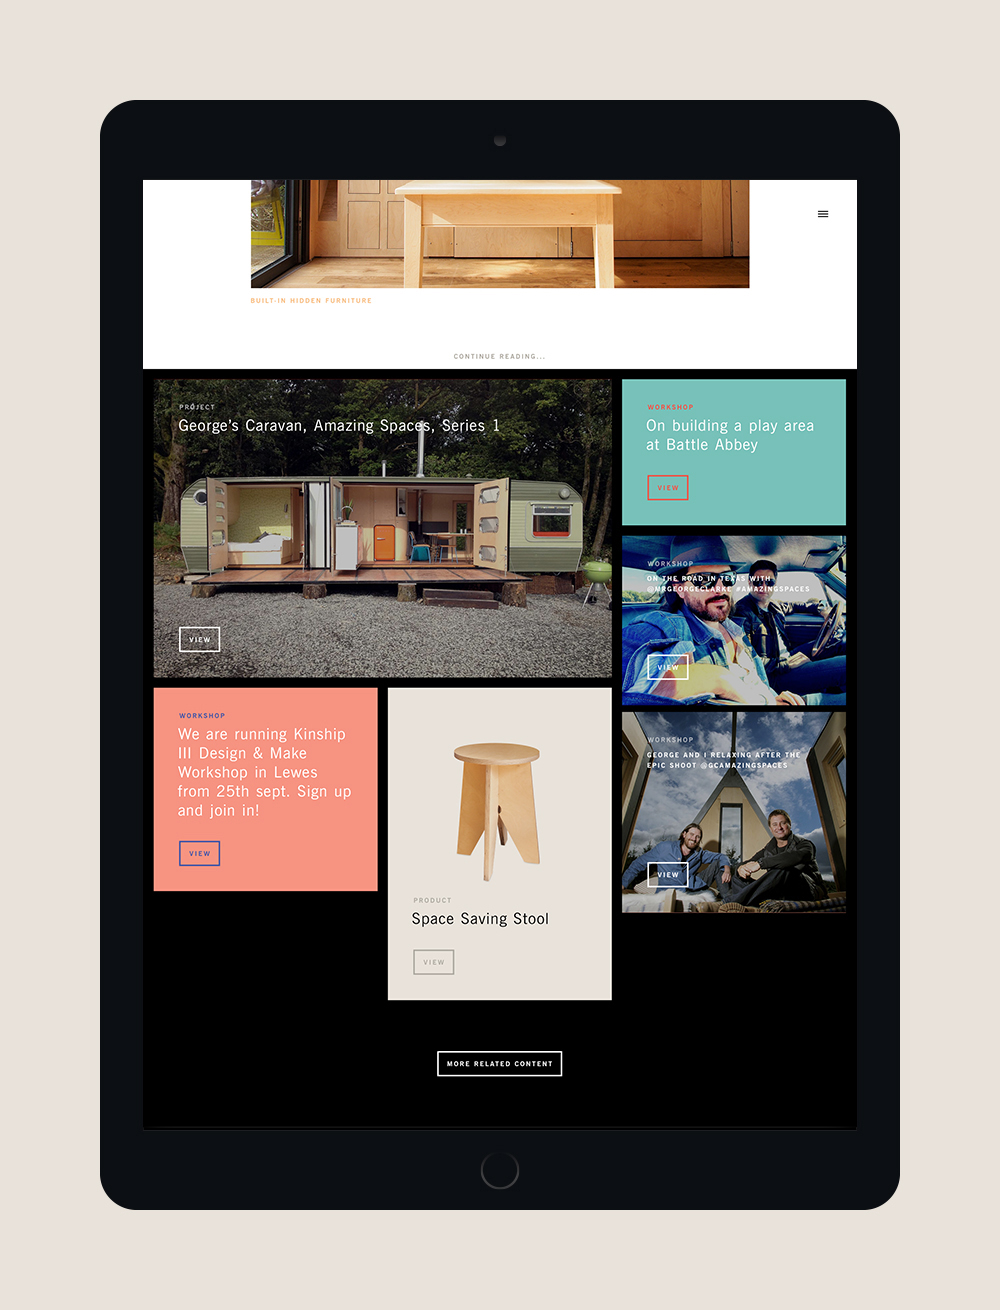 BUILT-IN HIDDEN FURNITURE
CONTINUE READING...
PROJECT
George's Caravan, Amazing Spaces, Series 1
VIEW
WORKSHOP
On building a play area
at Battle Abbey
VIEW
WORKSHOP
ON THE ROAD IN TEXAS WITH
@MRGEORGECLARKE #AMAZINGSPACES
VIEW
WORKSHOP
We are running Kinship
III Design & Make
Workshop in Lewes
from 25th sept. Sign up
and join in!
VIEW
PRODUCT
Space Saving Stool
VIEW
WORKSHOP
GEORGE AND I RELAXING AFTER THE
EPIC SHOOT @GCAMAZINGSPACES
VIEW
MORE RELATED CONTENT